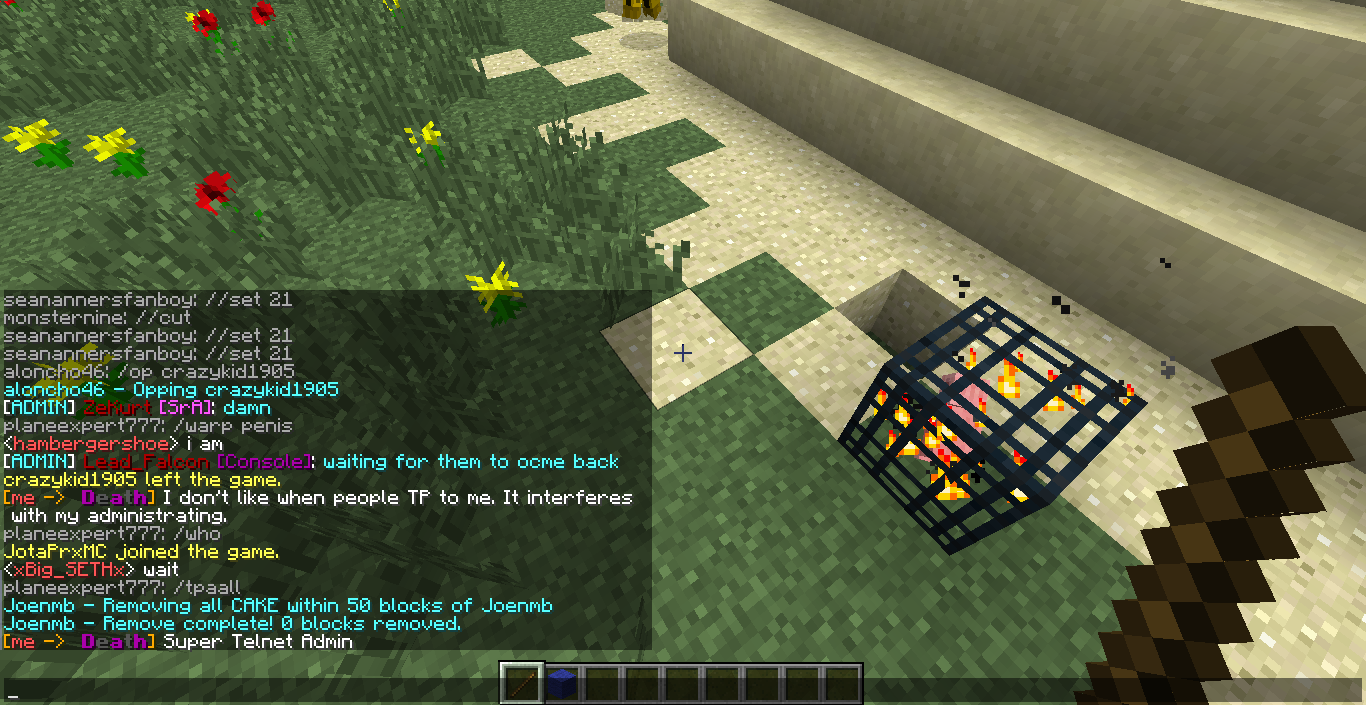 seanannersfanboy: //set 21
monsternine: //cut
seanannersfanboy: //set 21
seanannersfanboy: //set 21
aloncho46: /op crazykid1905
aloncho46 - Opping crazykid1905
[ADMIN] ZeKurt [SrA]: damn
planeexpert777: /warp penis
<hambergershoe> i am
[ADMIN] Lead_Falcon [Console]: waiting for them to ocme back
crazykid1905 left the game.
[me -> Death] I don't like when people TP to me. It interferes
with my administrating.
planeexpert777: /who
JotaPrxMC joined the game.
<xBig_SETHx> wait
planeexpert777: /tpaall
Joenmb - Removing all CAKE within 50 blocks of Joenmb
Joenmb - Remove complete! 0 blocks removed.
[me -> Death] Super Telnet Admin
_